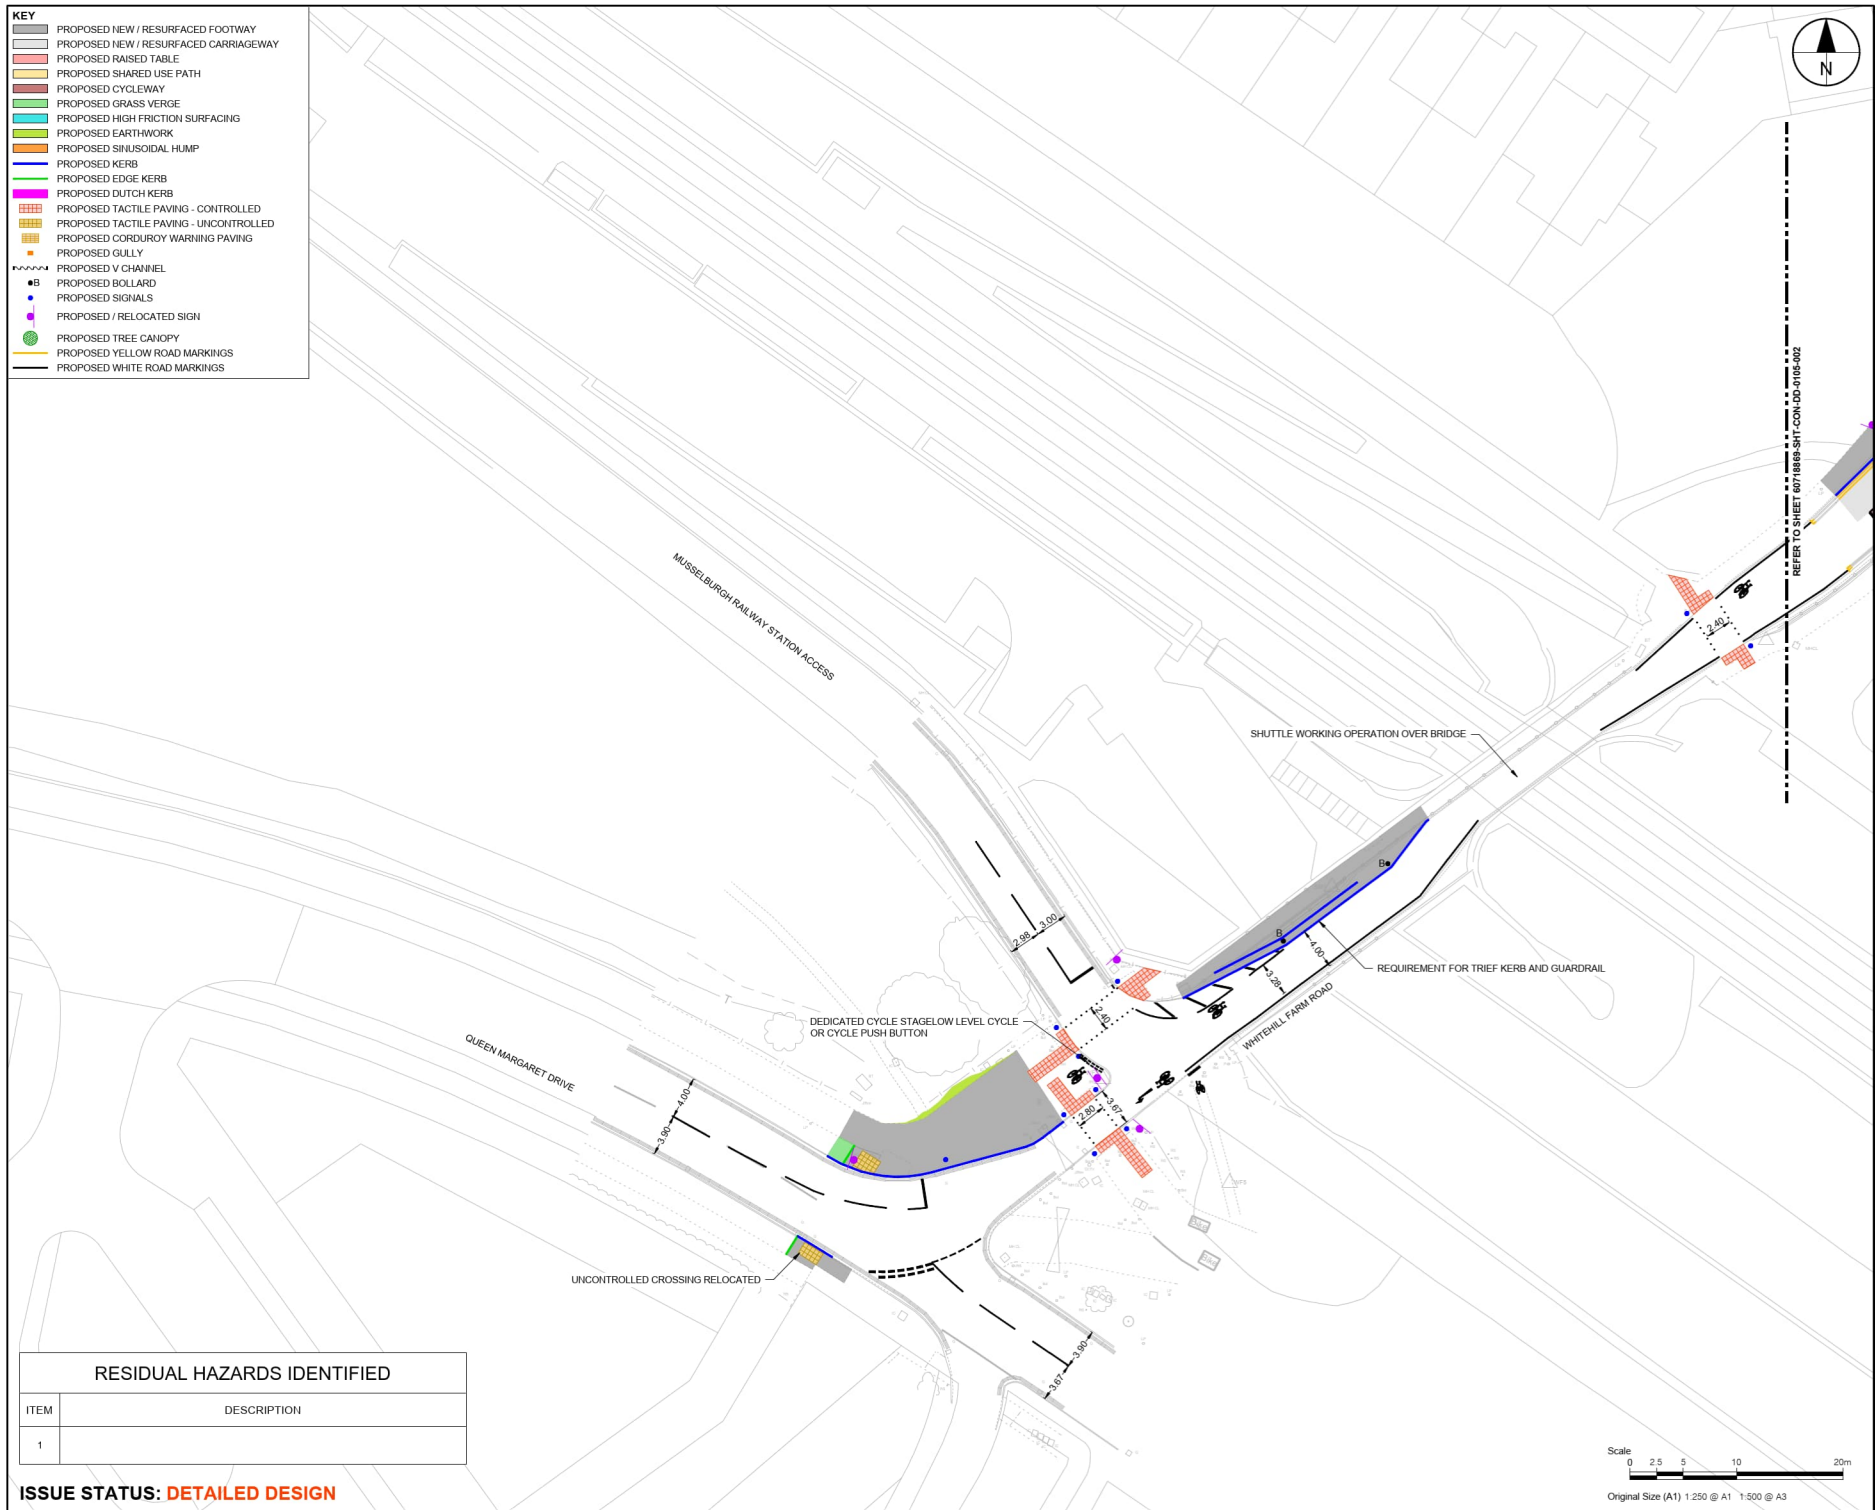 KEY
PROPOSED NEW / RESURFACED FOOTWAY
PROPOSED NEW / RESURFACED CARRIAGEWAY
PROPOSED RAISED TABLE
PROPOSED SHARED USE PATH
PROPOSED CYCLEWAY
PROPOSED GRASS VERGE
PROPOSED HIGH FRICTION SURFACING
PROPOSED EARTHWORK
PROPOSED SINUSOIDAL HUMP
PROPOSED KERB
PROPOSED EDGE KERB
PROPOSED DUTCH KERB
PROPOSED TACTILE PAVING - CONTROLLED
PROPOSED TACTILE PAVING - UNCONTROLLED
PROPOSED CORDUROY WARNING PAVING
PROPOSED GULLY
PROPOSED V CHANNEL
B PROPOSED BOLLARD
PROPOSED SIGNALS
PROPOSED / RELOCATED SIGN
PROPOSED TREE CANOPY
PROPOSED YELLOW ROAD MARKINGS
PROPOSED WHITE ROAD MARKINGS
N
REFER TO SHEET 60718869-SHT-CON-DD-0105-002
MUSSELBURGH RAILWAY STATION ACCESS
2.40
SHUTTLE WORKING OPERATION OVER BRIDGE
B
B
2.98
3.00
4.00
3.28
REQUIREMENT FOR TRIEF KERB AND GUARDRAIL
2.40
DEDICATED CYCLE STAGELOW LEVEL CYCLE
OR CYCLE PUSH BUTTON
WHITEHILL FARM ROAD
QUEEN MARGARET DRIVE
4.00
3.90
2.80
3.67
Bus
Bus
UNCONTROLLED CROSSING RELOCATED
3.90
3.67
RESIDUAL HAZARDS IDENTIFIED
ITEM DESCRIPTION
1
ISSUE STATUS: DETAILED DESIGN
Scale
0 2.5 5 10 20m
Original Size (A1) 1:250 @ A1 1:500 @ A3